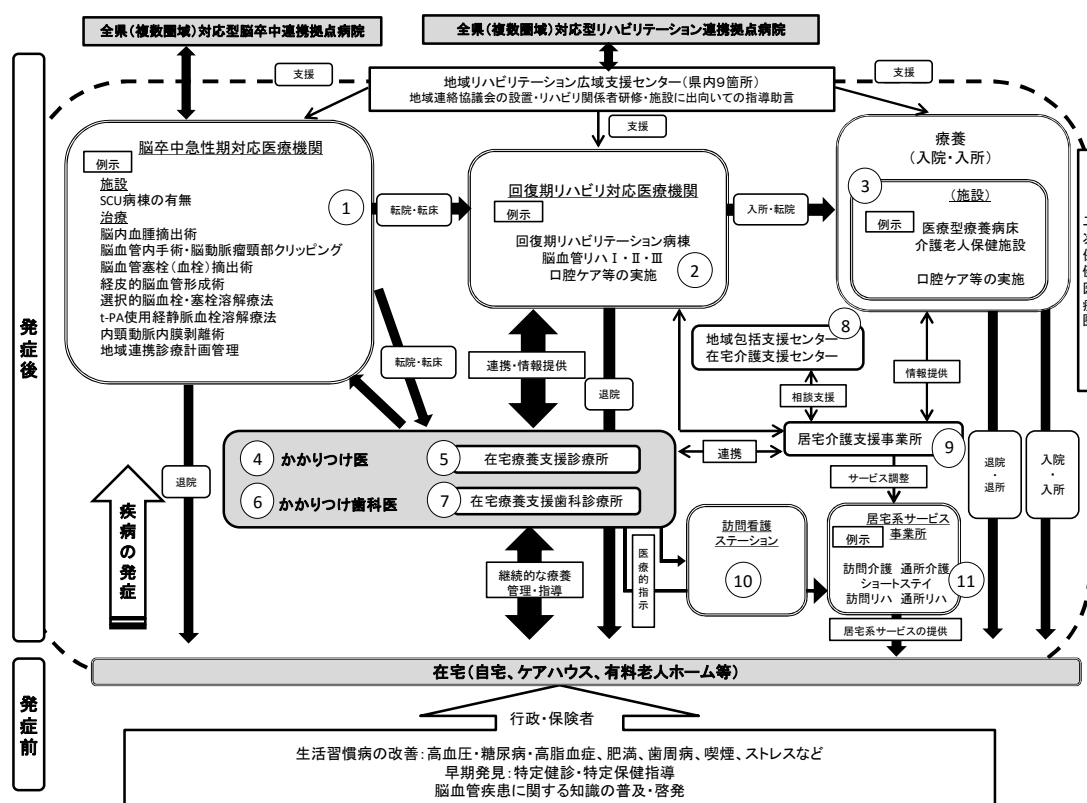 全県（複数圏域）対応型脳卒中連携拠点病院
全県（複数圏域）対応型リハビリテーション連携拠点病院
支援
地域リハビリテーション広域支援センター（県内9箇所）
地域連絡協議会の設置・リハビリ関係者研修・施設に出向いての指導助言
支援
支援
発症後
脳卒中急性期対応医療機関
例示
施設
SCU病棟の有無
治療
脳内血腫摘出術
脳血管内手術・脳動脈瘤頸部クリッピング
脳血管塞栓（血栓）摘出術
経皮的脳血管形成術
選択的脳血栓・塞栓溶解療法
t-PA使用経静脈血栓溶解療法
内頸動脈内膜剥離術
地域連携診療計画管理
1
転院・転床
回復期リハビリ対応医療機関
例示
回復期リハビリテーション病棟
脳血管リハⅠ・Ⅱ・Ⅲ
口腔ケア等の実施
2
入所・転院
療養
（入院・入所）
3
（施設）
例示
医療型療養病床
介護老人保健施設
口腔ケア等の実施
二次保健医療圏
転院・転床
連携・情報提供
退院
8
地域包括支援センター
在宅介護支援センター
相談支援
情報提供
居宅介護支援事業所
9
連携
サービス調整
退院・退所
入院・入所
4
かかりつけ医
5
在宅療養支援診療所
6
かかりつけ歯科医
7
在宅療養支援歯科診療所
退院
疾病の発症
継続的な療養
管理・指導
医療的指示
訪問看護
ステーション
10
居宅系サービス
事業所
例示
訪問介護 通所介護
ショートステイ
訪問リハ 通所リハ
11
居宅系サービスの提供
在宅（自宅、ケアハウス、有料老人ホーム等）
発症前
行政・保険者
生活習慣病の改善：高血圧・糖尿病・高脂血症、肥満、歯周病、喫煙、ストレスなど
早期発見：特定健診・特定保健指導
脳血管疾患に関する知識の普及・啓発